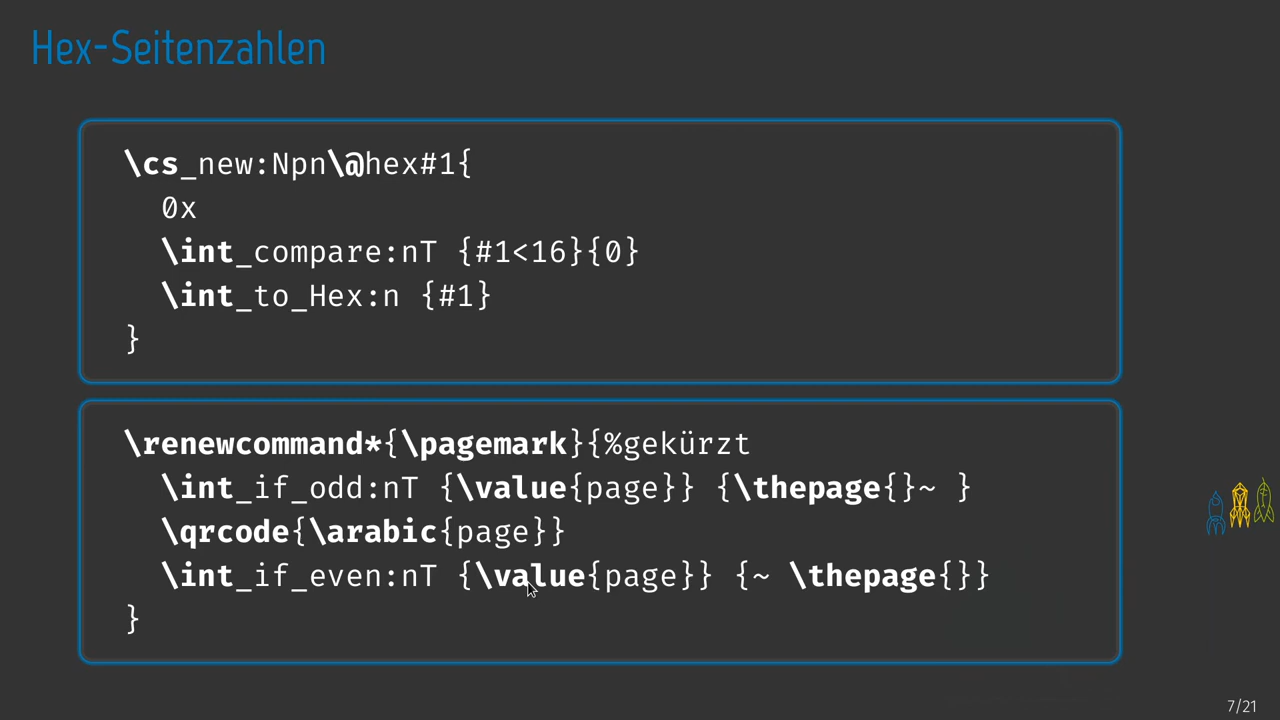 Hex-Seitenzahlen
\cs_new:Npn\@hex#1{
0x
\int_compare:nT {#1<16}{0}
\int_to_Hex:n {#1}
}
\renewcommand*{\pagemark}{%gekürzt
\int_if_odd:nT {\value{page}} {\thepage{}~ }
\qrcode{\arabic{page}}
\int_if_even:nT {\value{page}} {~ \thepage{}}
}
7/21